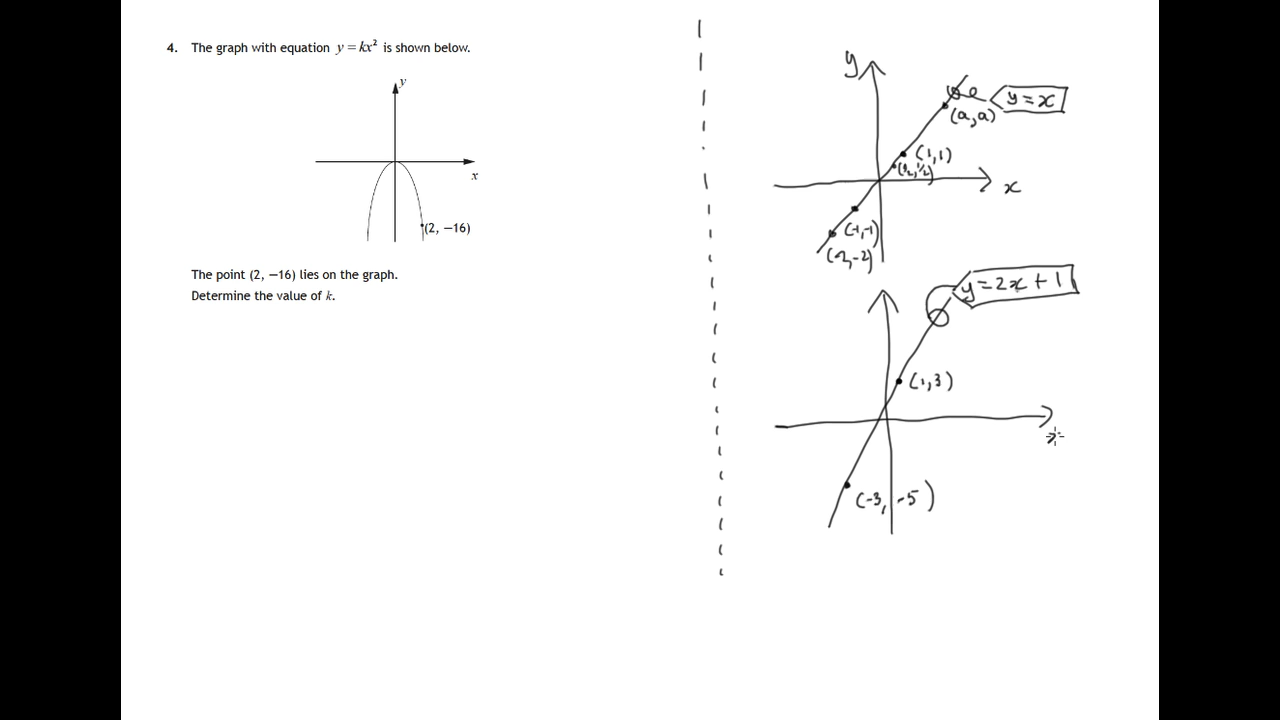 4. The graph with equation y = kx² is shown below.
y
x
(2, −16)
The point (2, −16) lies on the graph.
Determine the value of k.
y
y = x
(a, a)
(1, 1)
(½, ½)
x
(-1, -1)
(-2, -2)
y = 2x + 1
(1, 3)
x
(-3, -5)